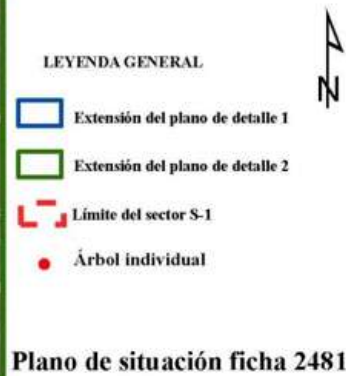 N
LEYENDA GENERAL
Extensión del plano de detalle 1
Extensión del plano de detalle 2
Límite del sector S-1
Árbol individual
Plano de situación ficha 2481